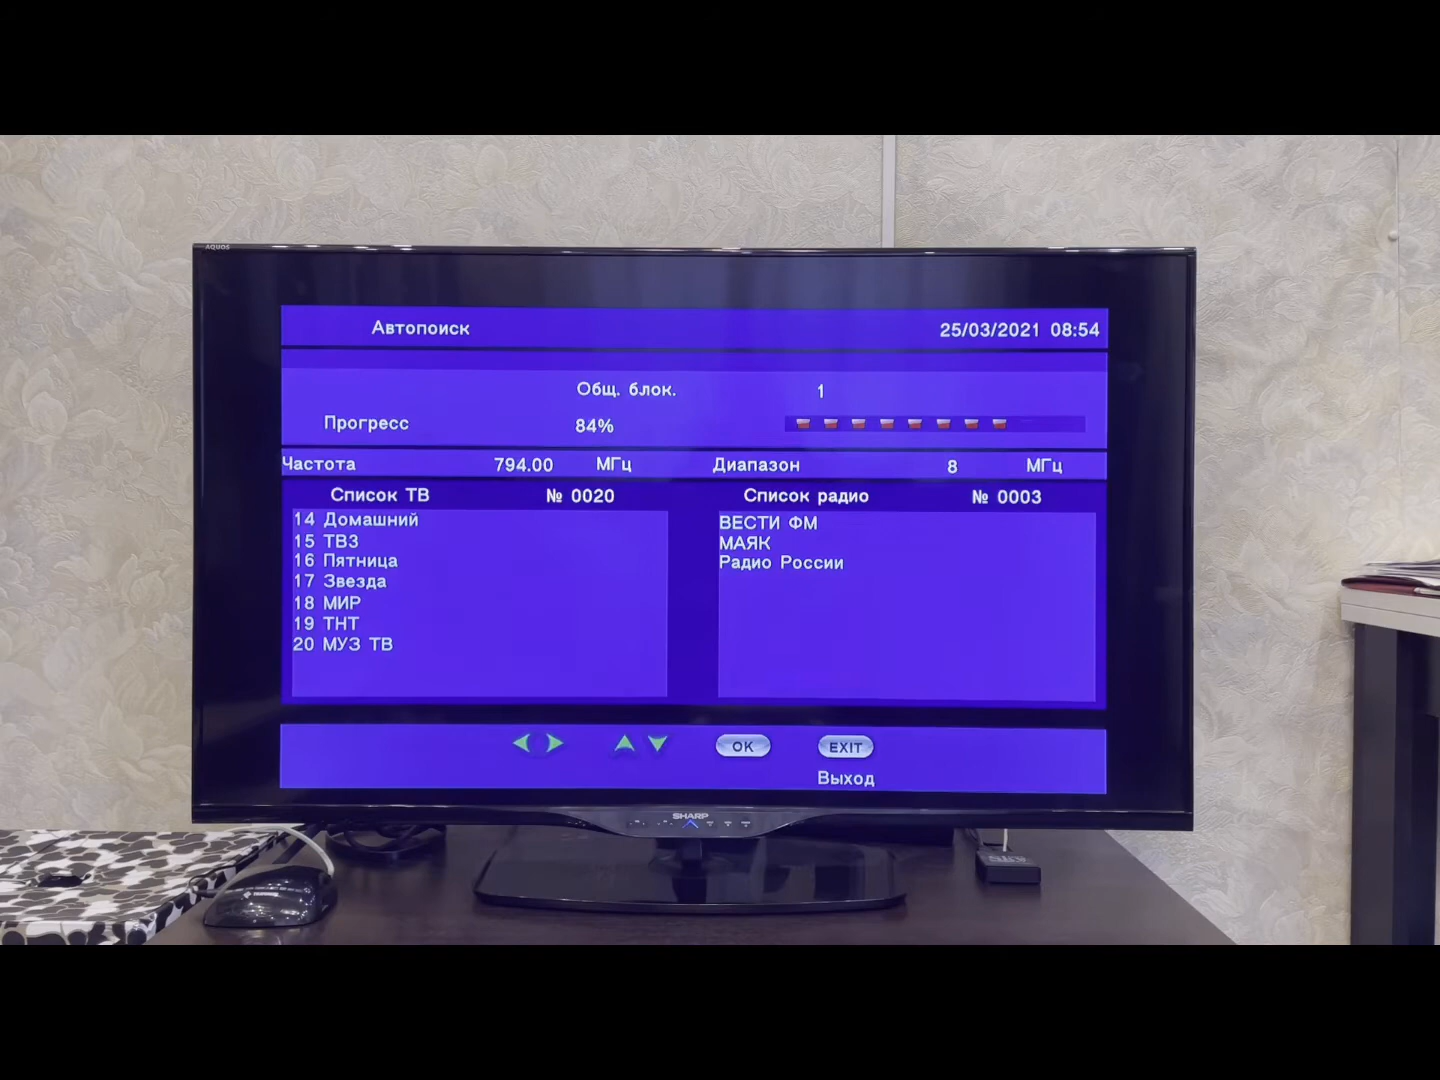 AQUOS
Автопоиск 25/03/2021 08:54
Общ. блок. 1
Прогресс 84%
Частота 794.00 МГц Диапазон 8 МГц
Список ТВ № 0020 Список радио № 0003
14 Домашний ВЕСТИ ФМ
15 ТВ3 МАЯК
16 Пятница Радио России
17 Звезда
18 МИР
19 ТНТ
20 МУЗ ТВ
OK EXIT
Выход
SHARP